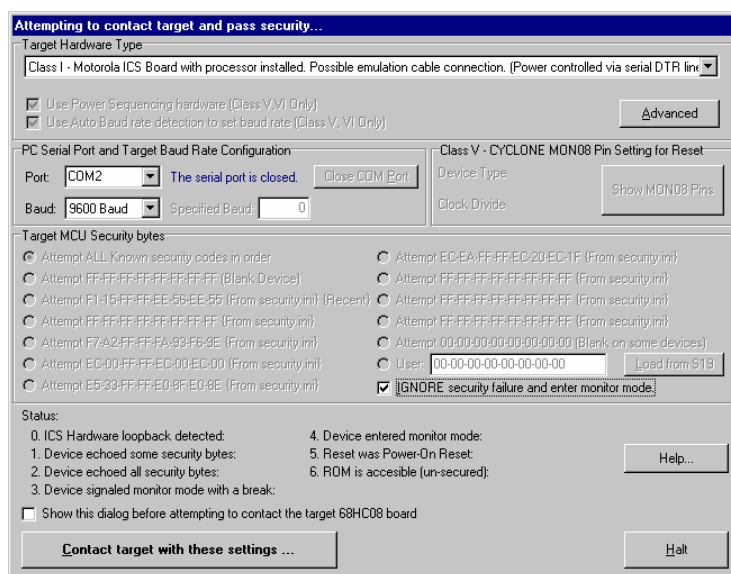 Attempting to contact target and pass security...
Target Hardware Type
Class I - Motorola ICS Board with processor installed. Possible emulation cable connection. (Power controlled via serial DTR line
Use Power Sequencing hardware (Class V,VI Only)
Use Auto Baud rate detection to set baud rate (Class V, VI Only)
Advanced
PC Serial Port and Target Baud Rate Configuration
Port: COM2 The serial port is closed. Close COM Port
Baud: 9600 Baud Specified Baud: 0
Class V - CYCLONE MON08 Pin Setting for Reset
Device Type
Clock Divide
Show MON08 Pins
Target MCU Security bytes
Attempt ALL Known security codes in order
Attempt FF-FF-FF-FF-FF-FF-FF-FF (Blank Device)
Attempt F1-15-FF-FF-EE-56-EE-55 {From security.ini} {Recent}
Attempt FF-FF-FF-FF-FF-FF-FF-FF {From security.ini}
Attempt F7-A2-FF-FF-FA-93-F6-9E {From security.ini}
Attempt EC-00-FF-FF-EC-00-EC-00 {From security.ini}
Attempt E5-33-FF-FF-E0-8F-E0-8E {From security.ini}
Attempt EC-EA-FF-FF-EC-20-EC-1F {From security.ini}
Attempt FF-FF-FF-FF-FF-FF-FF-FF {From security.ini}
Attempt FF-FF-FF-FF-FF-FF-FF-FF {From security.ini}
Attempt FF-FF-FF-FF-FF-FF-FF-FF {From security.ini}
Attempt 00-00-00-00-00-00-00-00 (Blank on some devices)
User: 00-00-00-00-00-00-00-00 Load from S19
IGNORE security failure and enter monitor mode.
Status:
0. ICS Hardware loopback detected:
1. Device echoed some security bytes:
2. Device echoed all security bytes:
3. Device signaled monitor mode with a break:
4. Device entered monitor mode:
5. Reset was Power-On Reset:
6. ROM is accesible (un-secured):
Help...
Show this dialog before attempting to contact the target 68HC08 board
Contact target with these settings ...
Halt